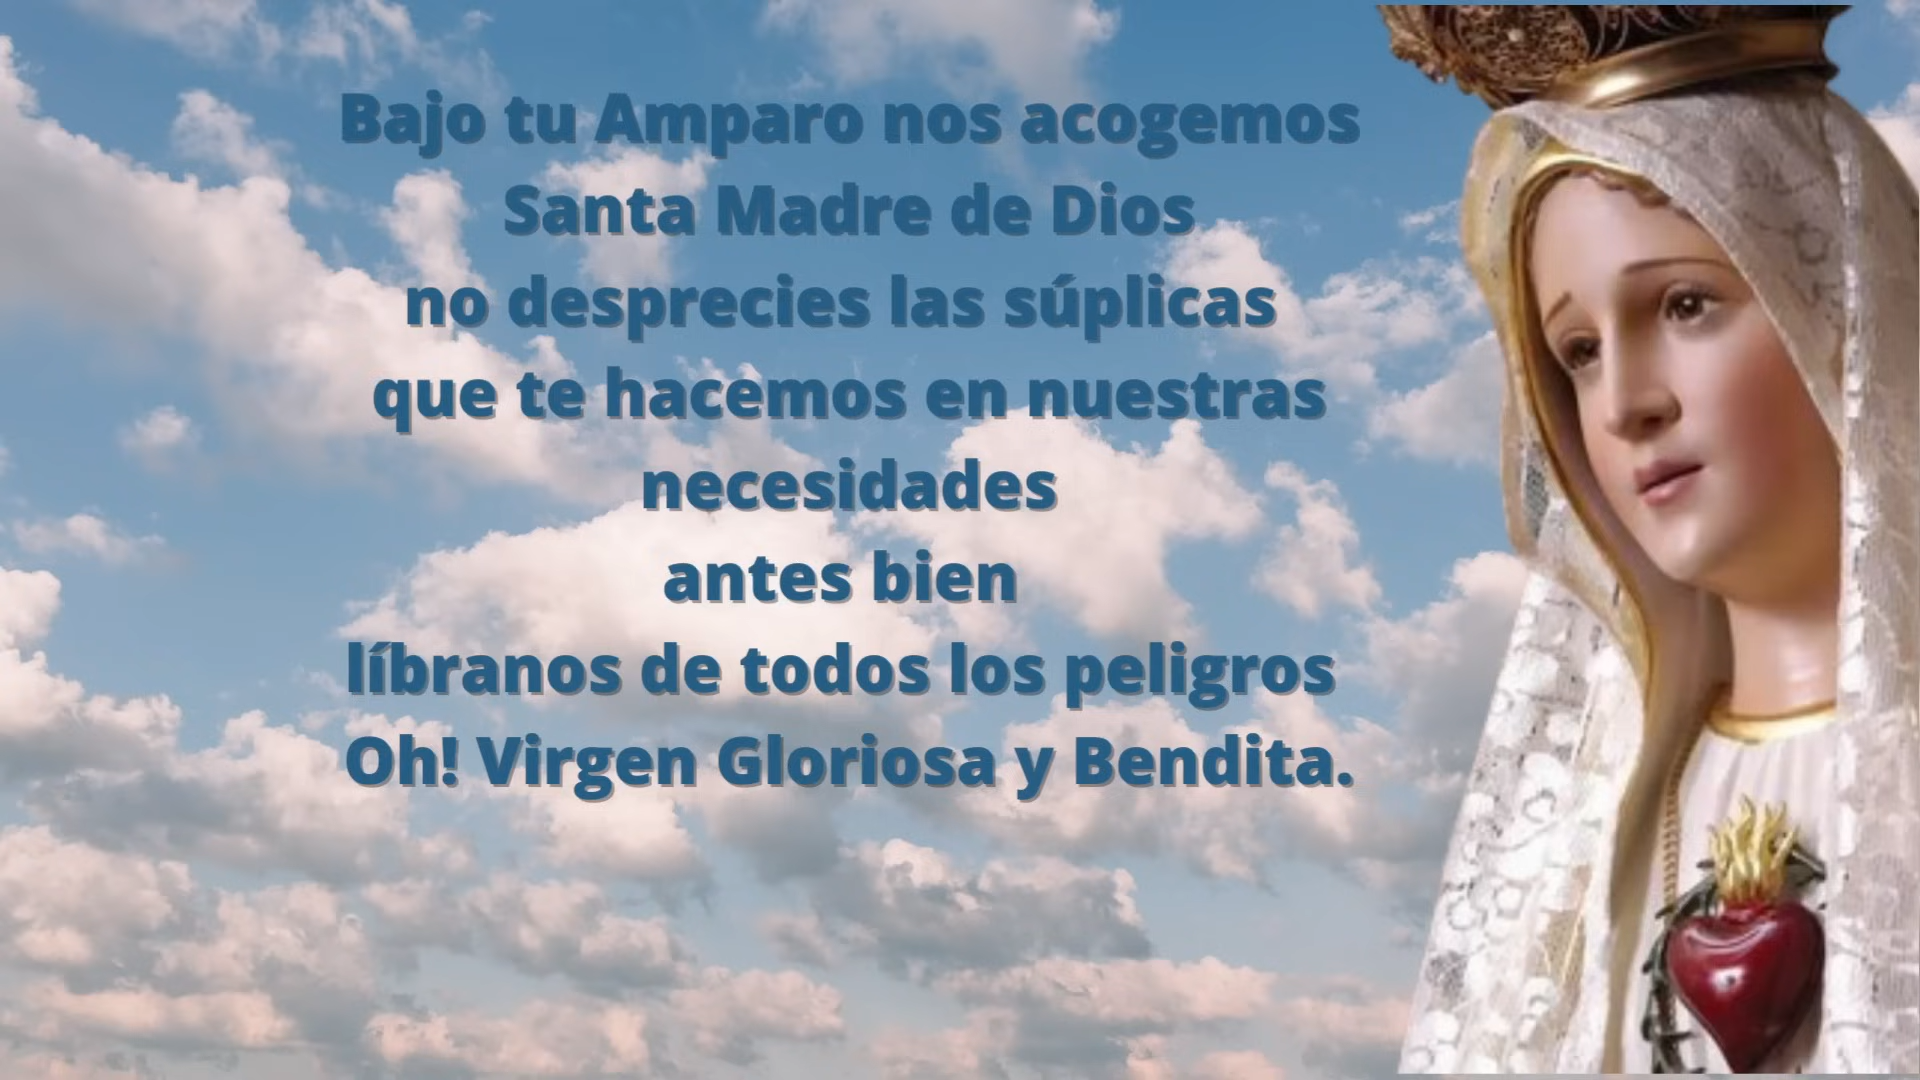 Bajo tu Amparo nos acogemos
Santa Madre de Dios
no desprecies las súplicas
que te hacemos en nuestras
necesidades
antes bien
líbranos de todos los peligros
Oh! Virgen Gloriosa y Bendita.